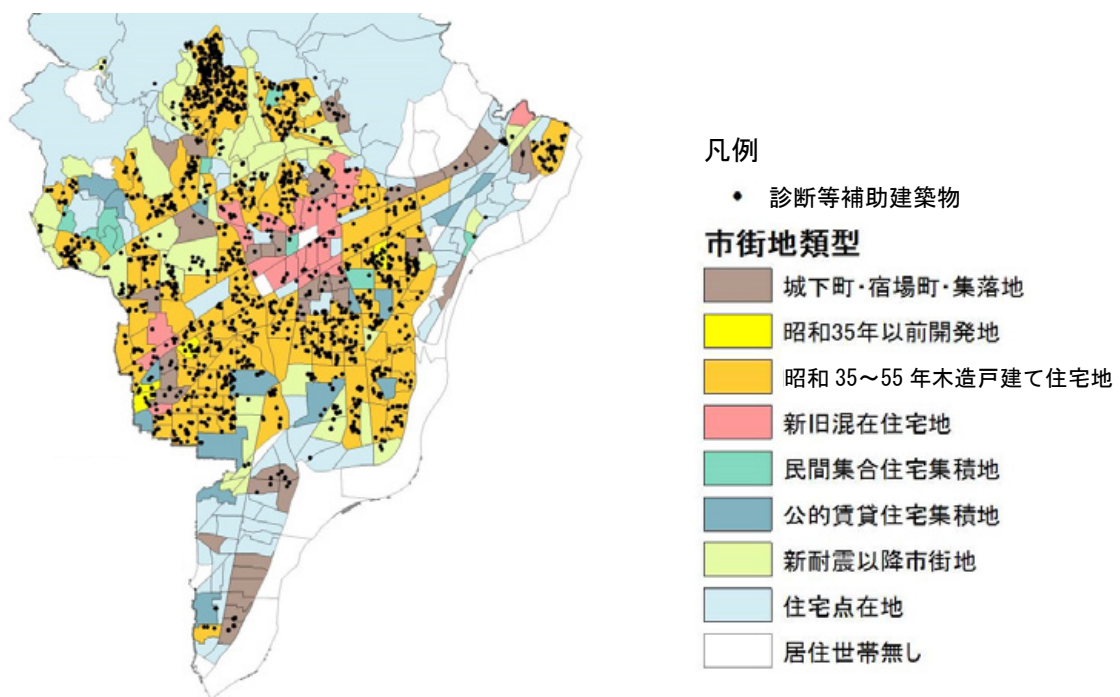 凡例
診断等補助建築物
市街地類型
城下町・宿場町・集落地
昭和35年以前開発地
昭和 35～55 年木造戸建て住宅地
新旧混在住宅地
民間集合住宅集積地
公的賃貸住宅集積地
新耐震以降市街地
住宅点在地
居住世帯無し